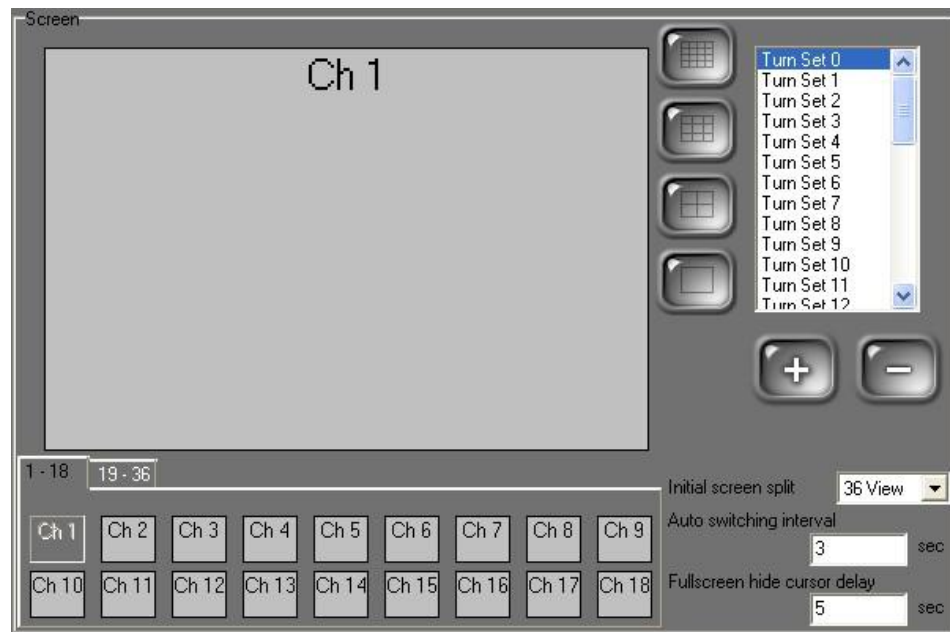 Screen
Ch 1
Turn Set 0
Turn Set 1
Turn Set 2
Turn Set 3
Turn Set 4
Turn Set 5
Turn Set 6
Turn Set 7
Turn Set 8
Turn Set 9
Turn Set 10
Turn Set 11
Turn Set 12
1 - 18 19 - 36
Ch 1 Ch 2 Ch 3 Ch 4 Ch 5 Ch 6 Ch 7 Ch 8 Ch 9
Ch 10 Ch 11 Ch 12 Ch 13 Ch 14 Ch 15 Ch 16 Ch 17 Ch 18
Initial screen split 36 View
Auto switching interval
3 sec
Fullscreen hide cursor delay
5 sec